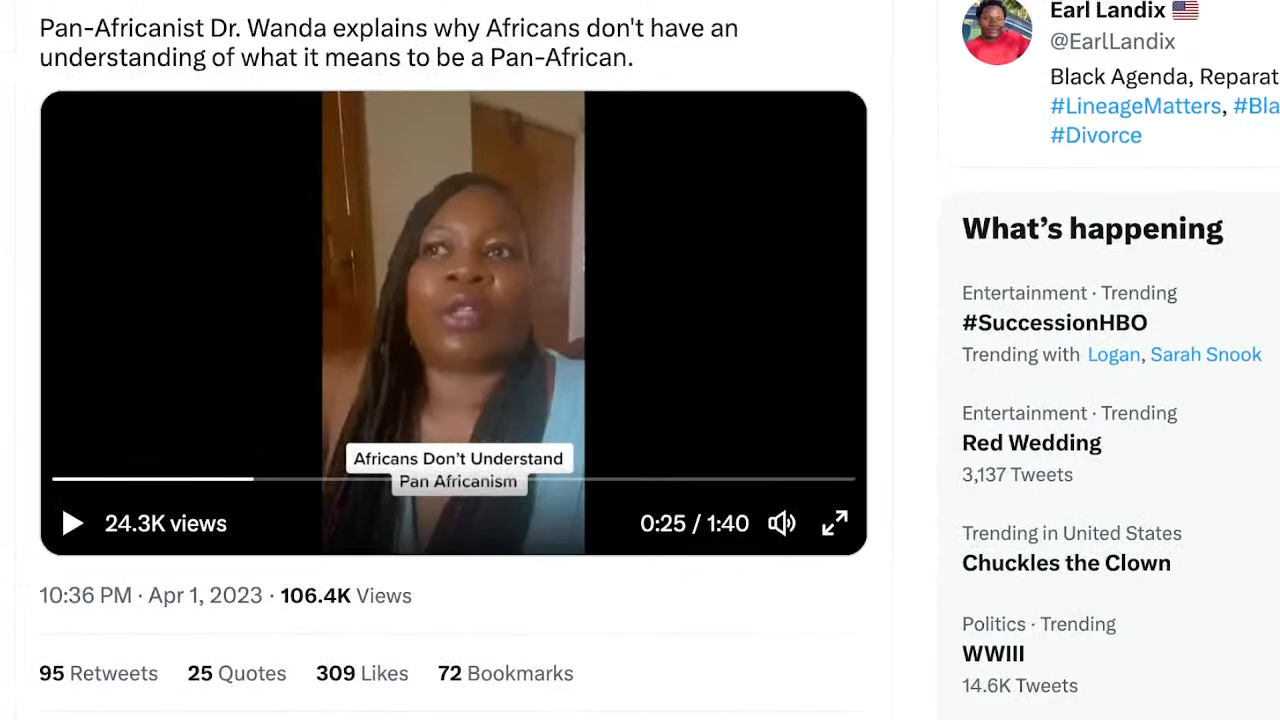 Pan-Africanist Dr. Wanda explains why Africans don't have an
understanding of what it means to be a Pan-African.
Africans Don't Understand
Pan Africanism
24.3K views
0:25 / 1:40
10:36 PM · Apr 1, 2023 · 106.4K Views
95 Retweets 25 Quotes 309 Likes 72 Bookmarks
Earl Landix
@EarlLandix
Black Agenda, Reparat
#LineageMatters, #Bla
#Divorce
What's happening
Entertainment · Trending
#SuccessionHBO
Trending with Logan, Sarah Snook
Entertainment · Trending
Red Wedding
3,137 Tweets
Trending in United States
Chuckles the Clown
Politics · Trending
WWIII
14.6K Tweets